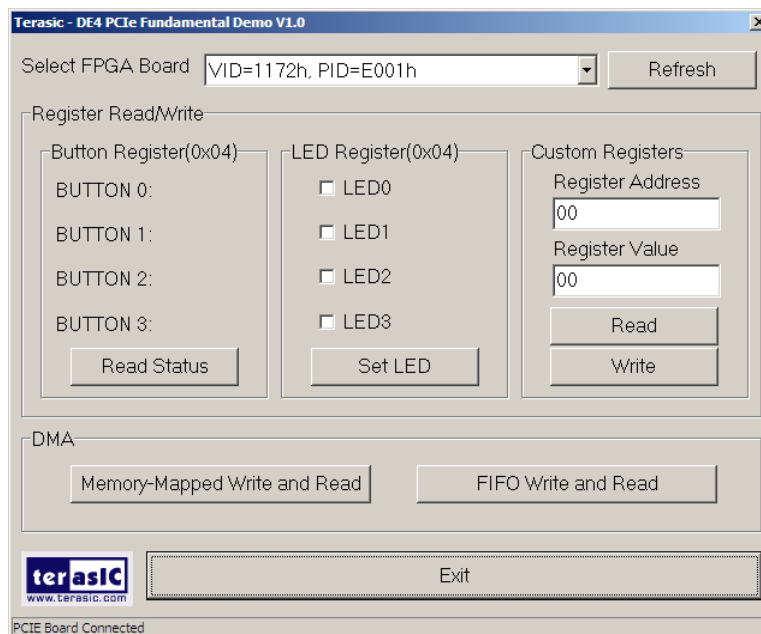 Terasic - DE4 PCIe Fundamental Demo V1.0
Select FPGA Board
VID=1172h, PID=E001h
Refresh
Register Read/Write
Button Register(0x04)
BUTTON 0:
BUTTON 1:
BUTTON 2:
BUTTON 3:
Read Status
LED Register(0x04)
LED0
LED1
LED2
LED3
Set LED
Custom Registers
Register Address
00
Register Value
00
Read
Write
DMA
Memory-Mapped Write and Read
FIFO Write and Read
terasIC
www.terasic.com
Exit
PCIE Board Connected